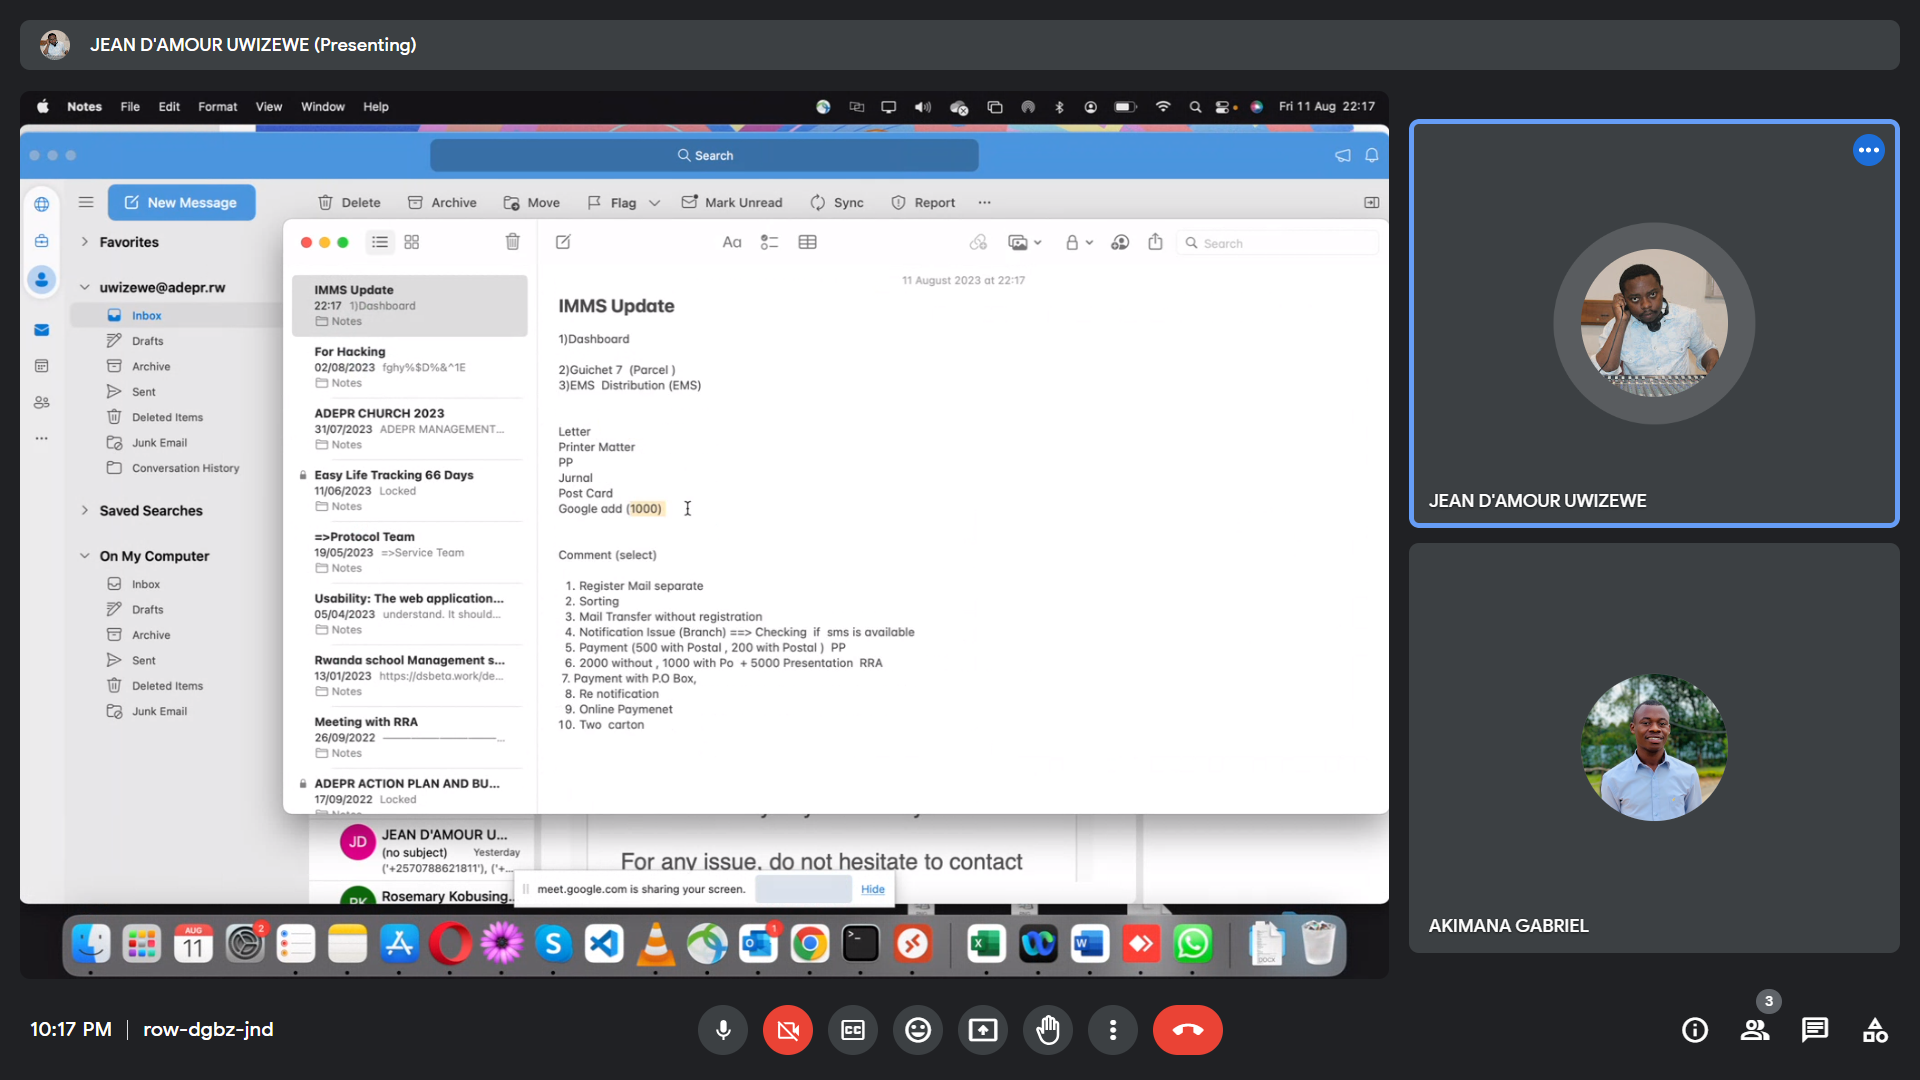 JEAN D'AMOUR UWIZEWE (Presenting)
Notes File Edit Format View Window Help
Fri 11 Aug 22:17
Search
New Message
Delete Archive Move Flag Mark Unread Sync Report
Favorites
uwizewe@adepr.rw
Inbox
Drafts
Archive
Sent
Deleted Items
Junk Email
Conversation History
Saved Searches
On My Computer
Inbox
Drafts
Archive
Sent
Deleted Items
Junk Email
IMMS Update
22:17 1)Dashboard
Notes
For Hacking
02/08/2023 fghy%$D%&^1E
Notes
ADEPR CHURCH 2023
31/07/2023 ADEPR MANAGEMENT...
Notes
Easy Life Tracking 66 Days
11/06/2023 Locked
Notes
=>Protocol Team
19/05/2023 =>Service Team
Notes
Usability: The web application...
05/04/2023 understand. It should...
Notes
Rwanda school Management s...
13/01/2023 https://dsbeta.work/de...
Notes
Meeting with RRA
26/09/2022 ——————————-...
Notes
ADEPR ACTION PLAN AND BU...
17/09/2022 Locked
Notes
Aa
Search
11 August 2023 at 22:17
IMMS Update
1)Dashboard
2)Guichet 7 (Parcel )
3)EMS Distribution (EMS)
Letter
Printer Matter
PP
Jurnal
Post Card
Google add (1000)
Comment (select)
1. Register Mail separate
2. Sorting
3. Mail Transfer without registration
4. Notification Issue (Branch) ==> Checking if sms is available
5. Payment (500 with Postal , 200 with Postal ) PP
6. 2000 without , 1000 with Po + 5000 Presentation RRA
7. Payment with P.O Box,
8. Re notification
9. Online Paymenet
10. Two carton
JD
JEAN D'AMOUR U...
(no subject) Yesterday
('+2570788621811'), ('+...
RK
Rosemary Kobusing...
For any issue, do not hesitate to contact
meet.google.com is sharing your screen.
Hide
AUG
11
2
1
JEAN D'AMOUR UWIZEWE
AKIMANA GABRIEL
10:17 PM | row-dgbz-jnd
3